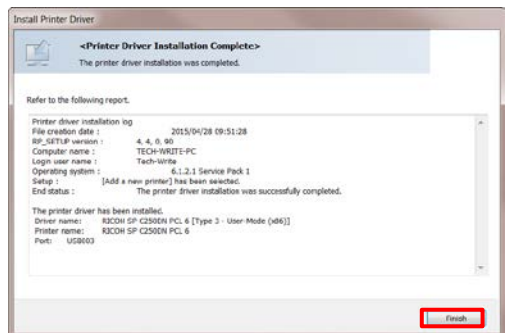 Install Printer Driver
<Printer Driver Installation Complete>
The printer driver installation was completed.
Refer to the following report.
Printer driver installation log
File creation date : 2015/04/28 09:51:28
RP_SETUP version : 4, 4, 0, 90
Computer name : TECH-WRITE-PC
Login user name : Tech-Write
Operating system : 6.1.2.1 Service Pack 1
Setup : [Add a new printer] has been selected.
End status : The printer driver installation was successfully completed.
The printer driver has been installed.
Driver name: RICOH SP C250DN PCL 6 [Type 3 - User Mode (x86)]
Printer name: RICOH SP C250DN PCL 6
Port: USB003
Finish